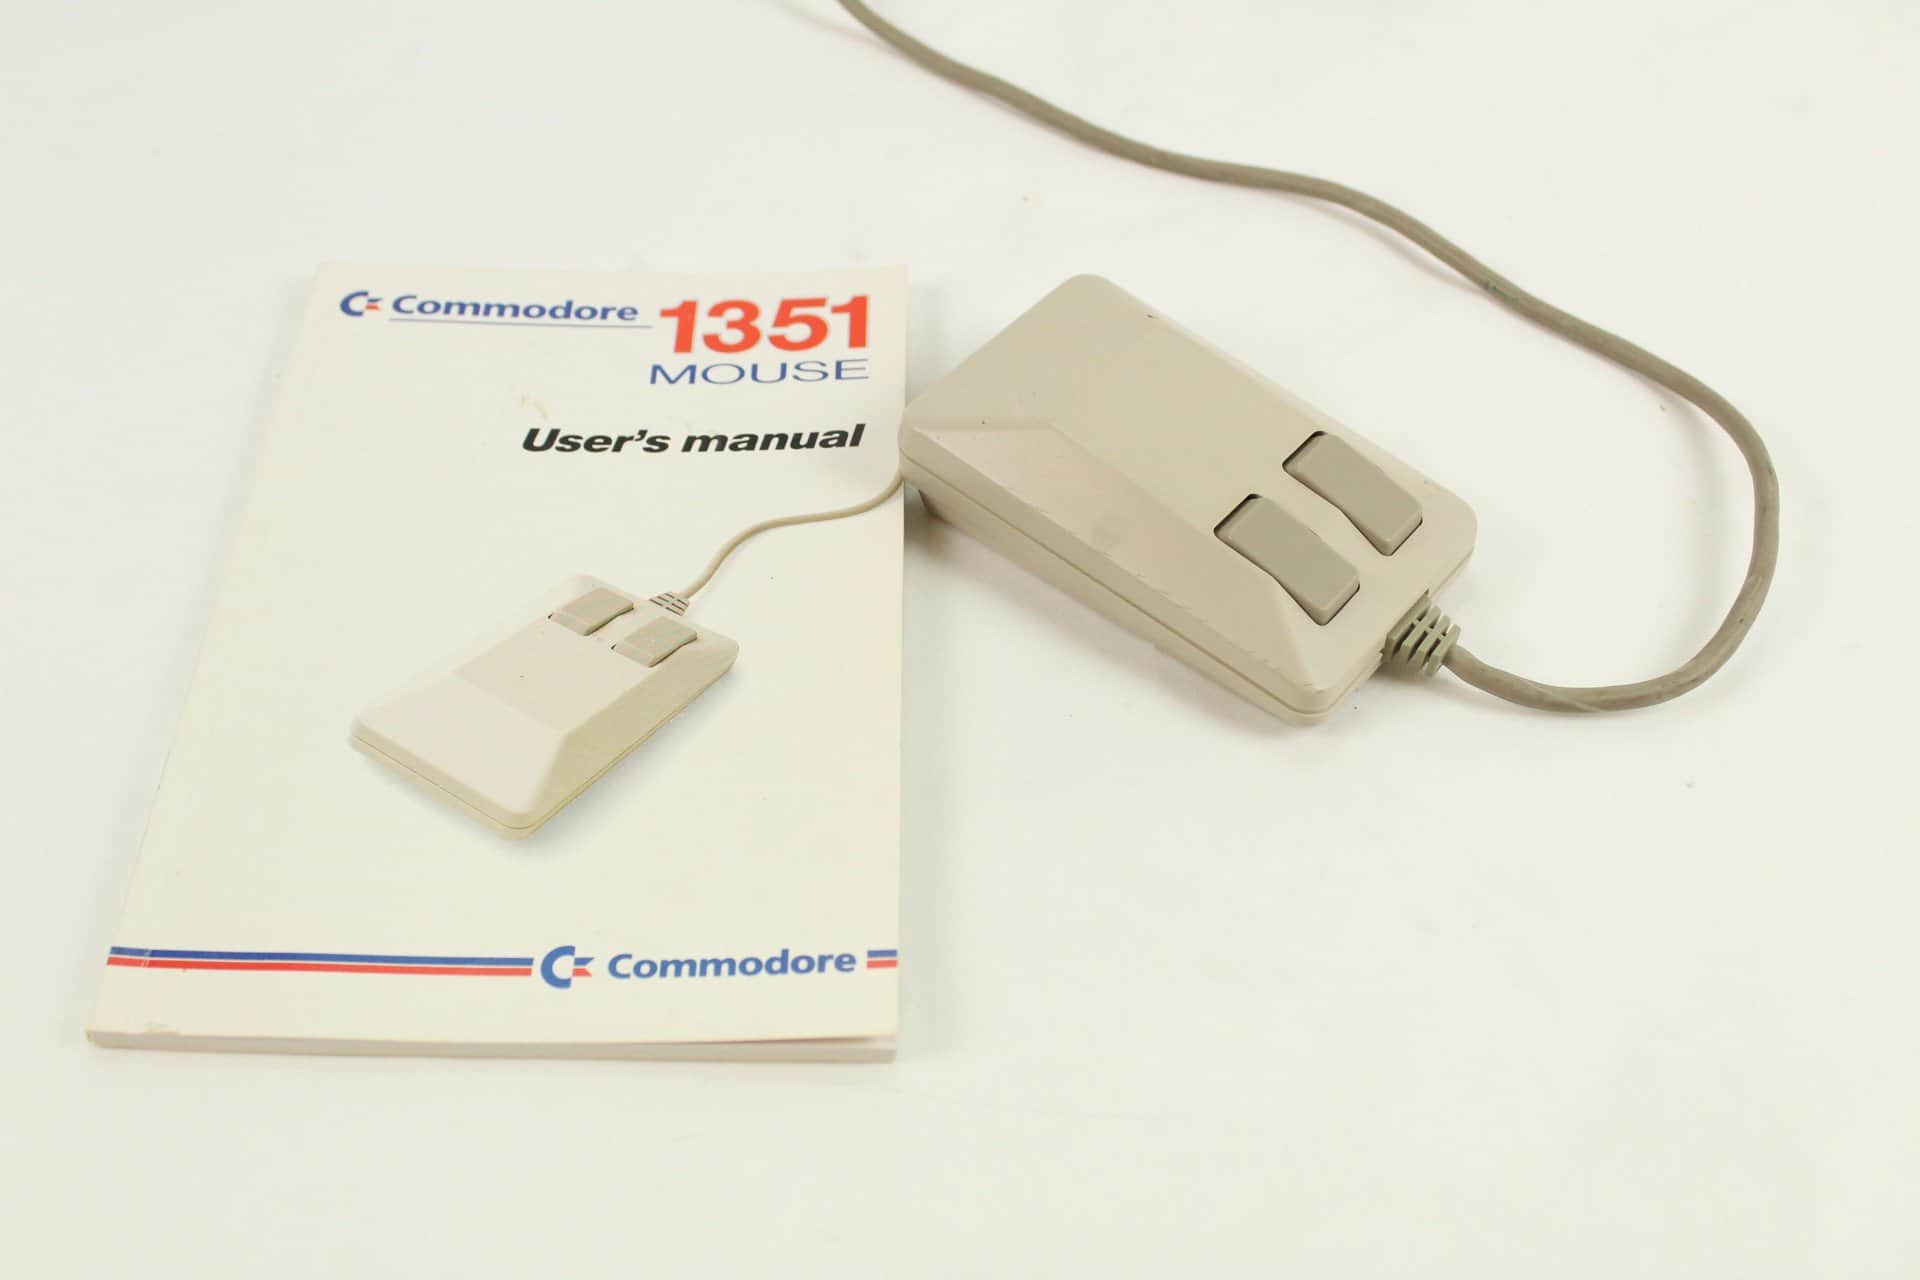 Commodore 1351
MOUSE
User's manual
Commodore